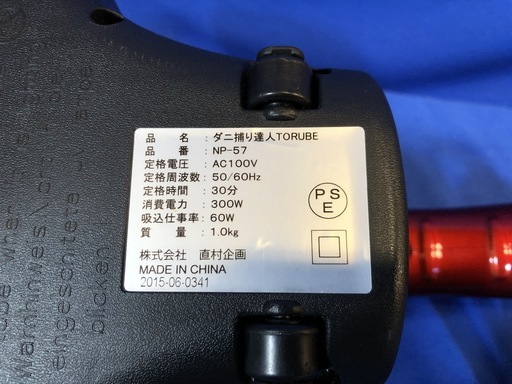 品　名　：ダニ捕り達人TORUBE
品　番　：NP-57
定格電圧：AC100V
定格周波数：50/60Hz
定格時間：30分
消費電力：300W
吸込仕事率：60W
質　量　：1.0kg
株式会社　直村企画
MADE IN CHINA
2015-06-0341
PS
E
Warnhinweis
eingeschaltete